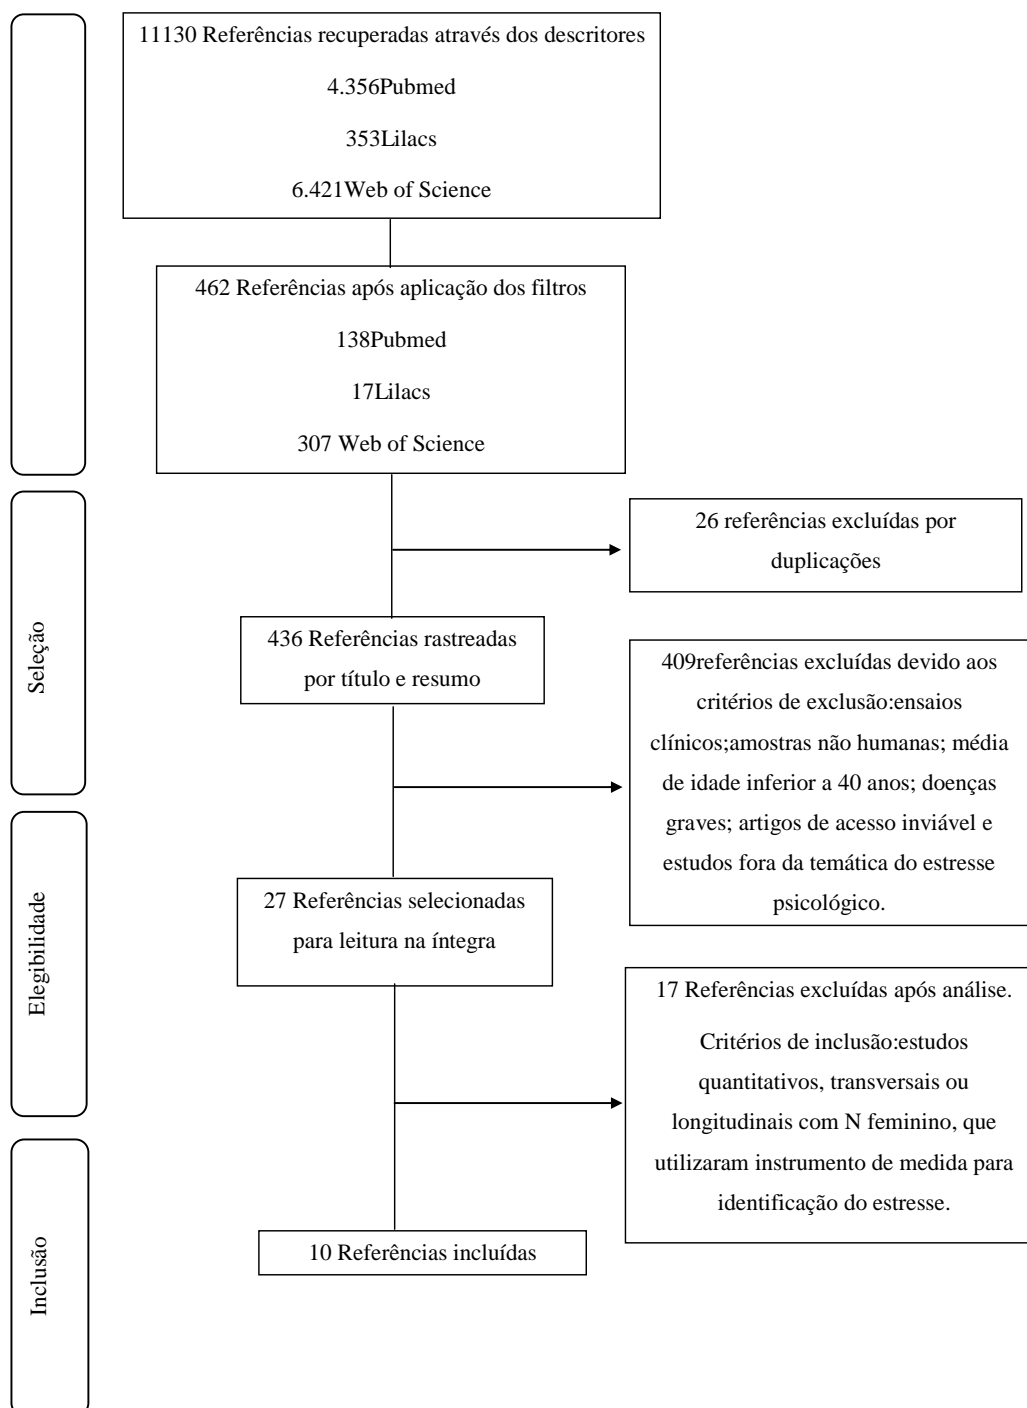 11130 Referências recuperadas através dos descritores
4.356Pubmed
353Lilacs
6.421Web of Science
462 Referências após aplicação dos filtros
138Pubmed
17Lilacs
307 Web of Science
Seleção
26 referências excluídas por
duplicações
436 Referências rastreadas
por título e resumo
409referências excluídas devido aos
critérios de exclusão:ensaios
clínicos;amostras não humanas; média
de idade inferior a 40 anos; doenças
graves; artigos de acesso inviável e
estudos fora da temática do estresse
psicológico.
Elegibilidade
27 Referências selecionadas
para leitura na íntegra
17 Referências excluídas após análise.
Critérios de inclusão:estudos
quantitativos, transversais ou
longitudinais com N feminino, que
utilizaram instrumento de medida para
identificação do estresse.
Inclusão
10 Referências incluídas